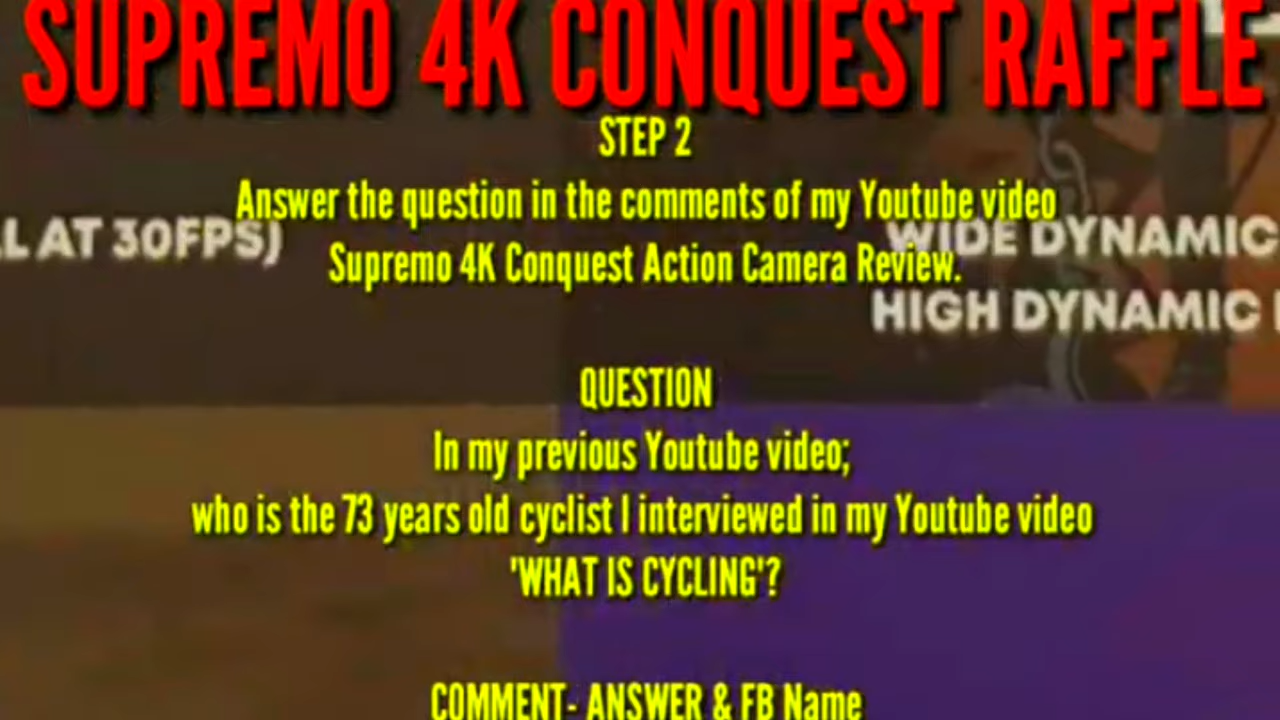 SUPREMO 4K CONQUEST RAFFLE
STEP 2
Answer the question in the comments of my Youtube video
L AT 30FPS)
WIDE DYNAMIC
Supremo 4K Conquest Action Camera Review.
HIGH DYNAMIC
QUESTION
In my previous Youtube video;
who is the 73 years old cyclist I interviewed in my Youtube video
'WHAT IS CYCLING'?
COMMENT- ANSWER & FB Name